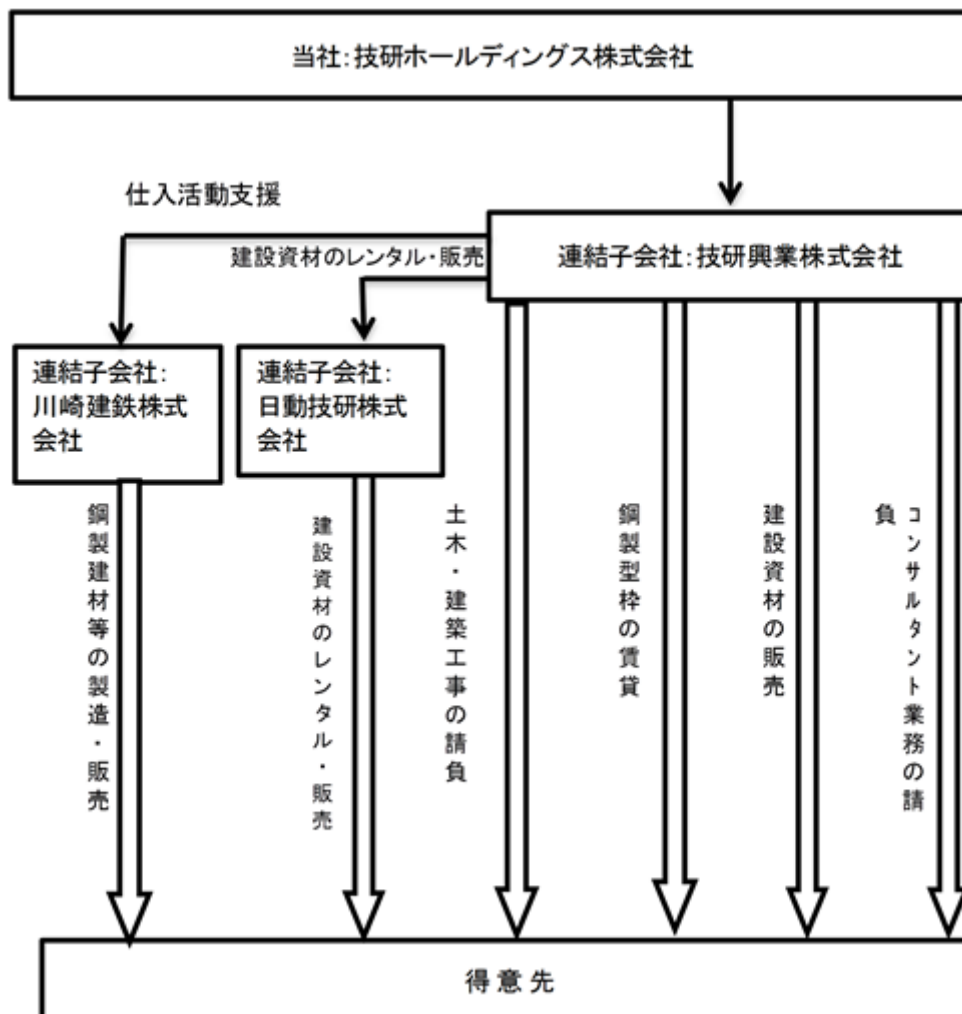 当社:技研ホールディングス株式会社
仕入活動支援
建設資材のレンタル・販売
連結子会社:技研興業株式会社
連結子会社:
川崎建鉄株式
会社
連結子会社:
日動技研株式
会社
鋼製建材等の製造・販売
建設資材のレンタル・販売
土木・建築工事の請負
鋼製型枠の賃貸
建設資材の販売
コンサルタント業務の請
負
得意先